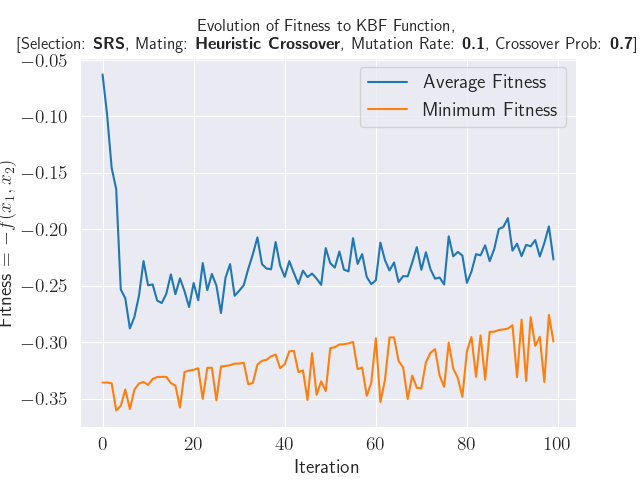 Evolution of Fitness to KBF Function,
[Selection: SRS, Mating: Heuristic Crossover, Mutation Rate: 0.1, Crossover Prob: 0.7]
−0.05
−0.10
−0.15
−0.20
−0.25
−0.30
−0.35
Fitness = −f(x₁, x₂)
Average Fitness
Minimum Fitness
0 20 40 60 80 100
Iteration